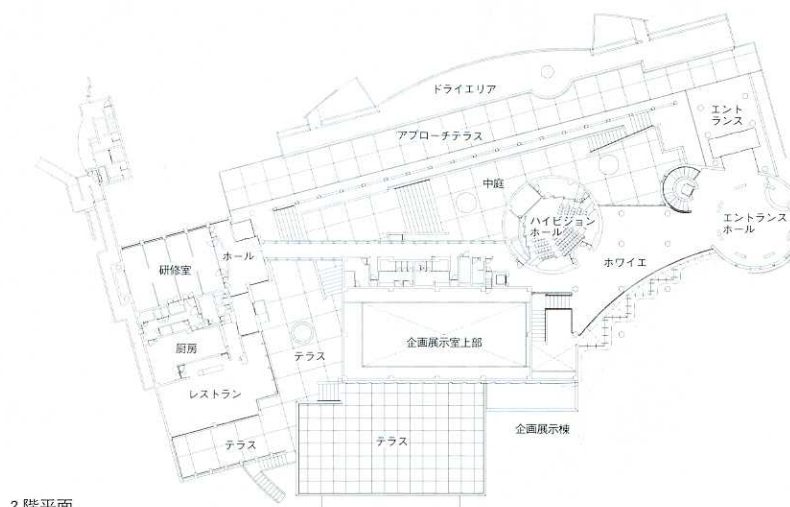 ドライエリア
エント
ランス
アプローチテラス
中庭
ハイビジョン
ホール
エントランス
ホール
ホール
研修室
ホワイエ
企画展示室上部
厨房
テラス
レストラン
テラス
テラス
企画展示棟
2階平面